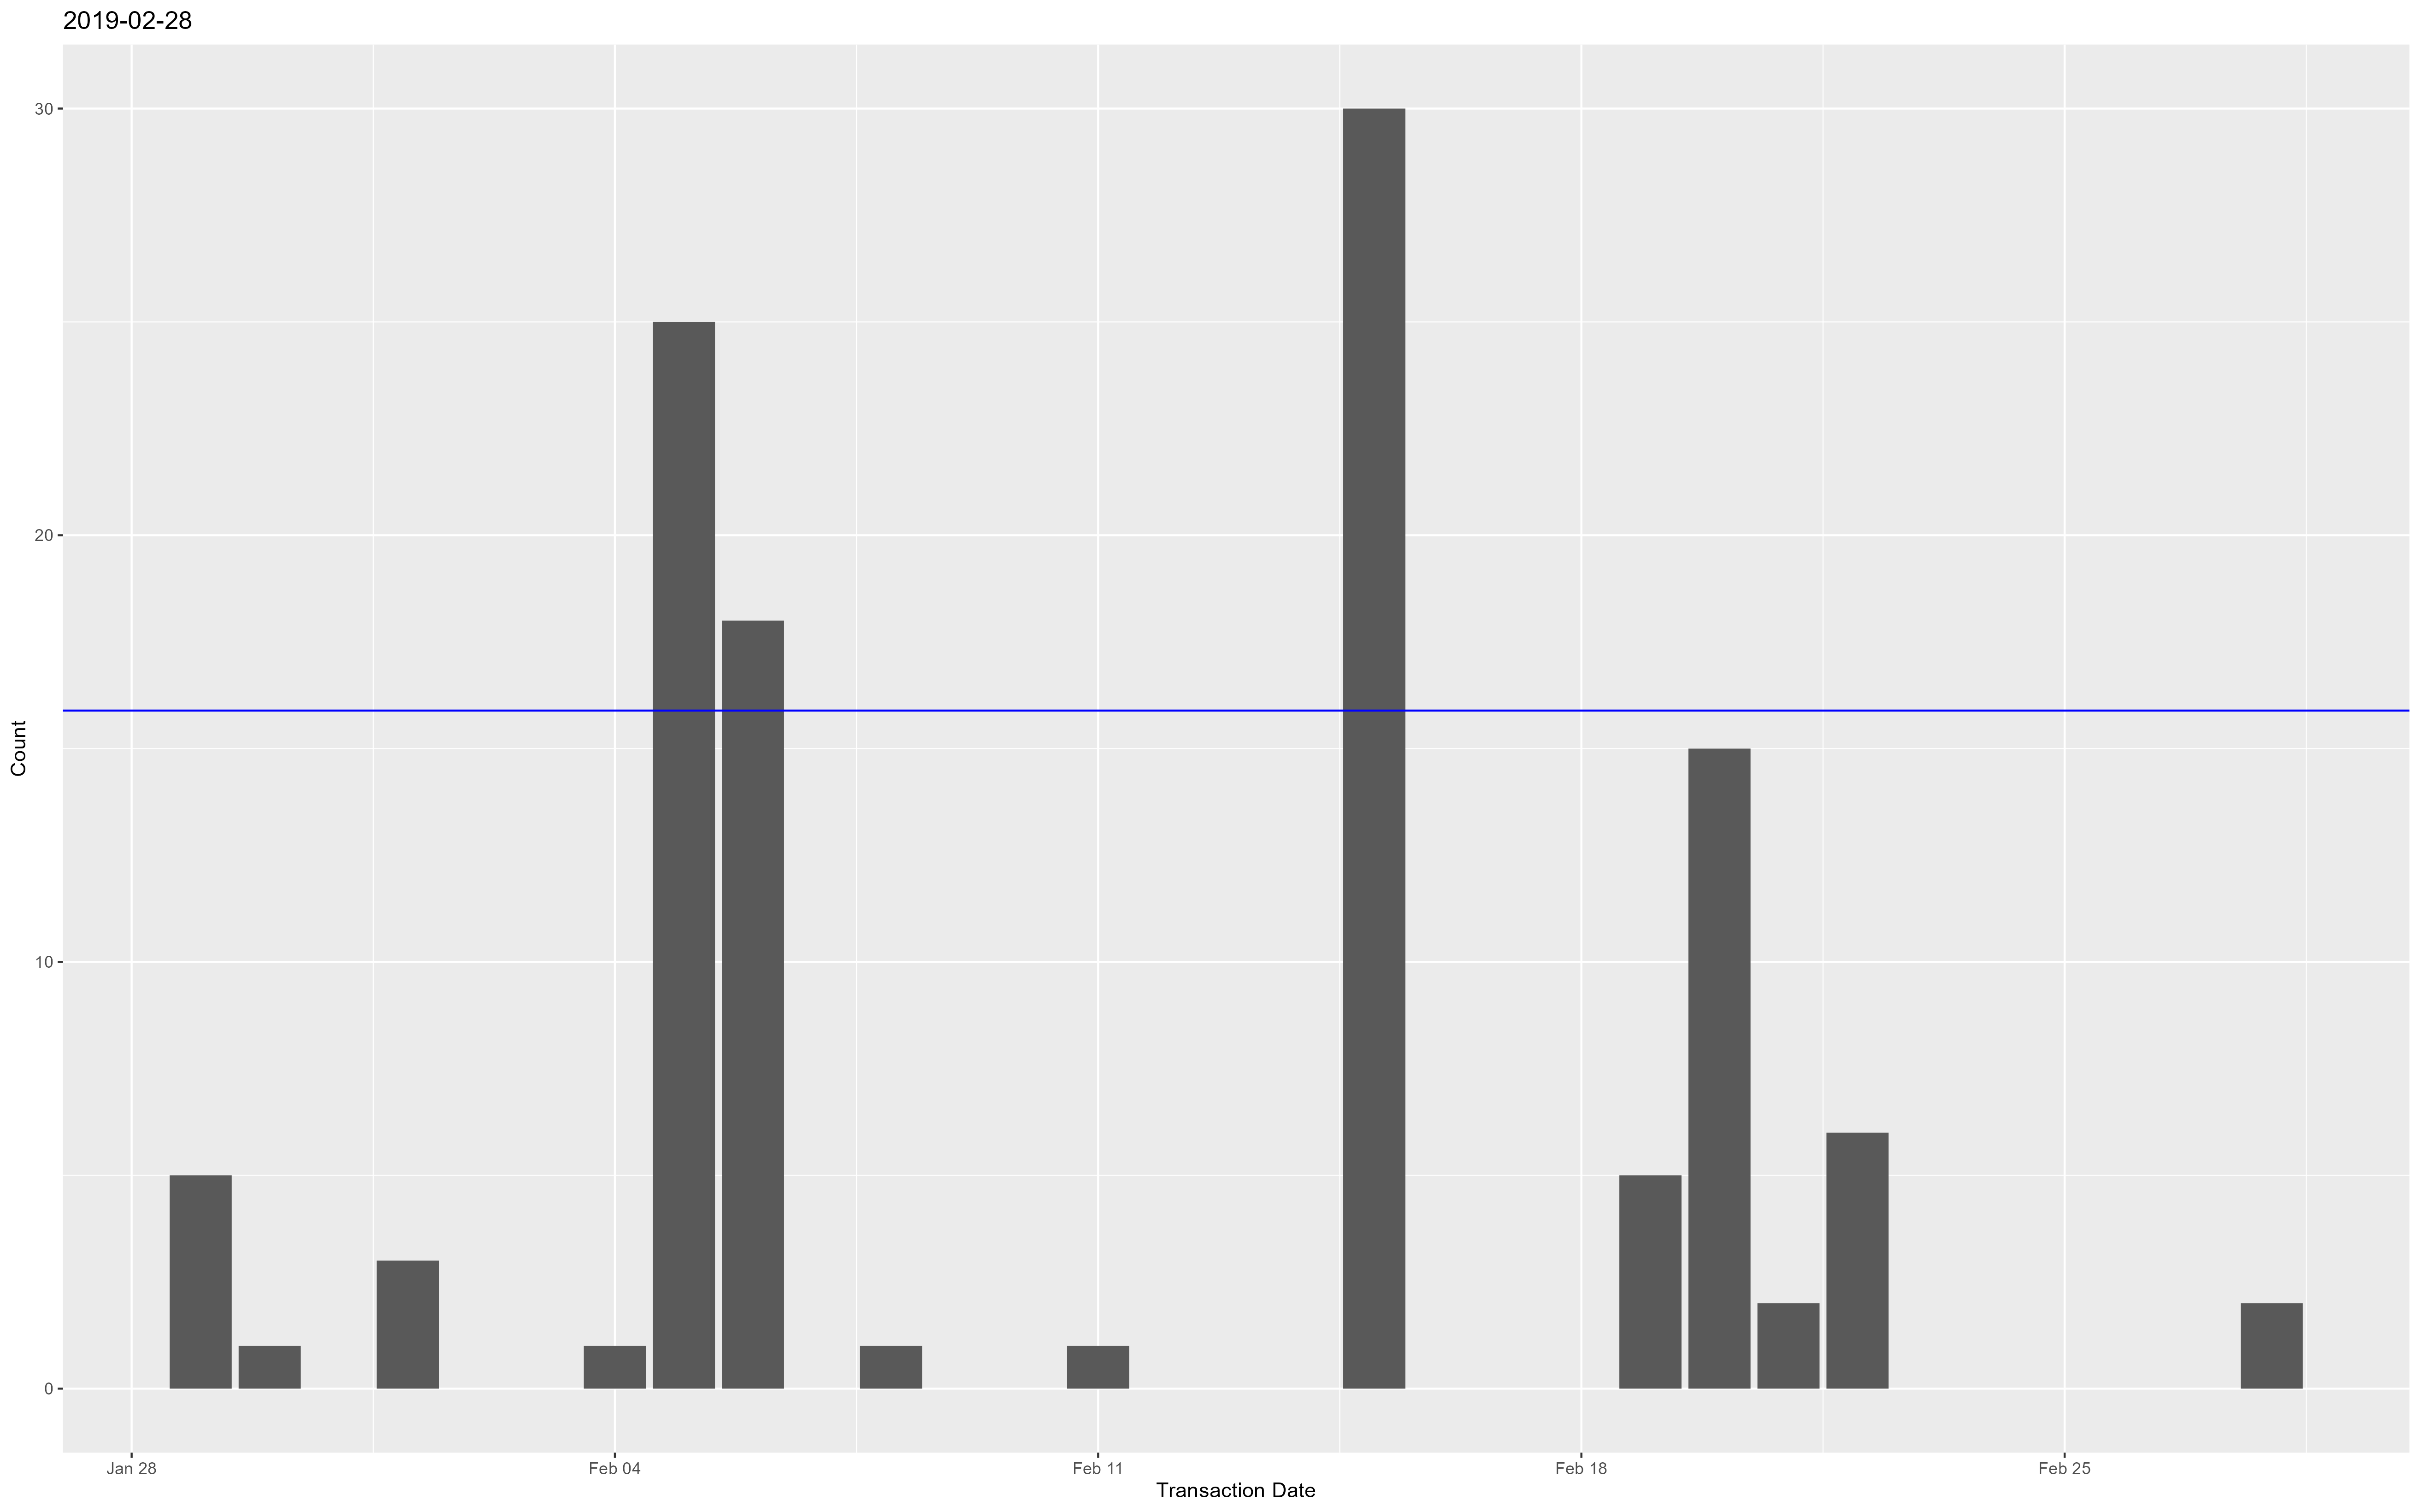 2019-02-28
30
20
10
0
Count
Jan 28
Feb 04
Feb 11
Feb 18
Feb 25
Transaction Date